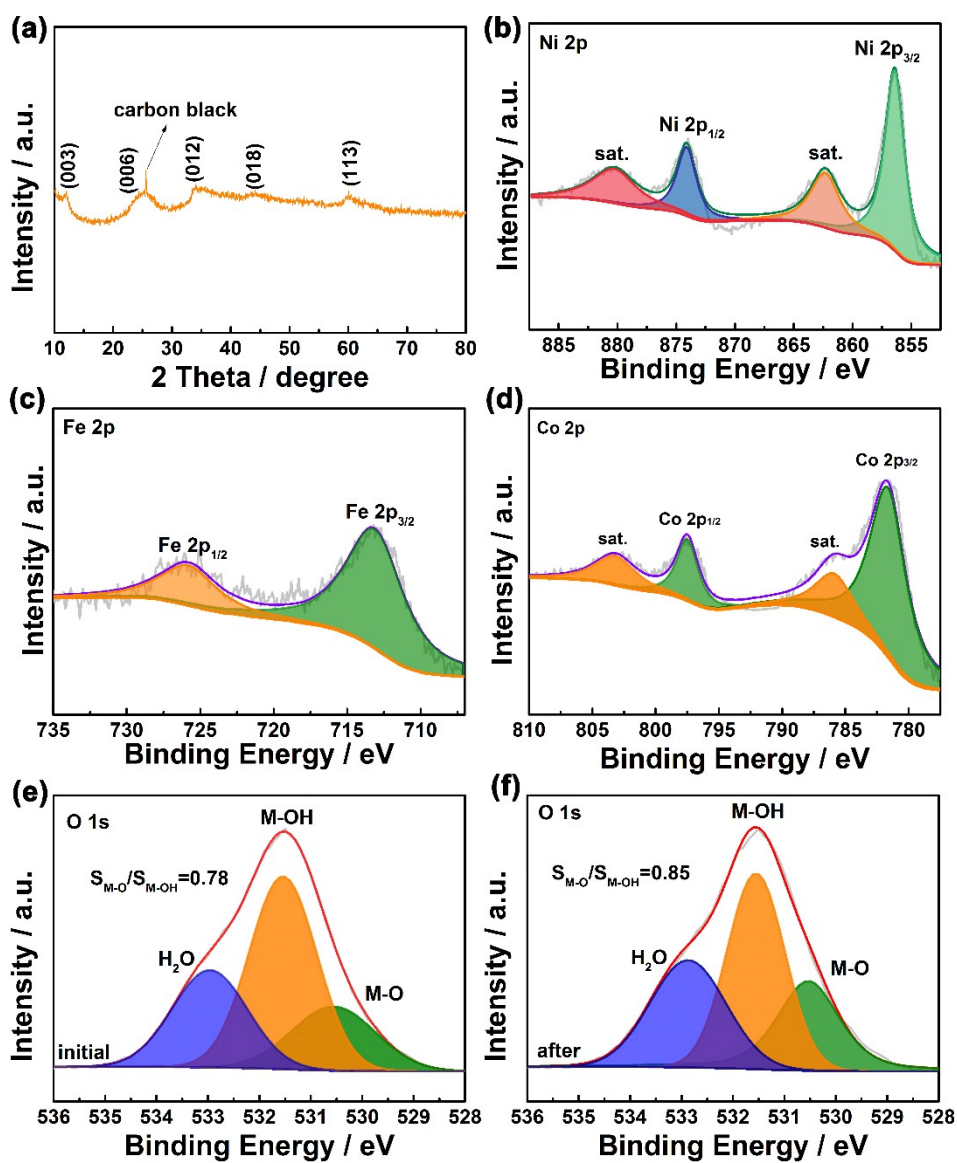 (a)
carbon black
(003)
(006)
(012)
(018)
(113)
Intensity / a.u.
10 20 30 40 50 60 70 80
2 Theta / degree
(b)
Ni 2p
Ni 2p3/2
Ni 2p1/2
sat.
sat.
Intensity / a.u.
885 880 875 870 865 860 855
Binding Energy / eV
(c)
Fe 2p
Fe 2p3/2
Fe 2p1/2
Intensity / a.u.
735 730 725 720 715 710
Binding Energy / eV
(d)
Co 2p
Co 2p3/2
Co 2p1/2
sat.
sat.
Intensity / a.u.
810 805 800 795 790 785 780
Binding Energy / eV
(e)
O 1s
M-OH
SM-O/SM-OH=0.78
H2O
M-O
initial
Intensity / a.u.
536 535 534 533 532 531 530 529 528
Binding Energy / eV
(f)
O 1s
M-OH
SM-O/SM-OH=0.85
H2O
M-O
after
Intensity / a.u.
536 535 534 533 532 531 530 529 528
Binding Energy / eV